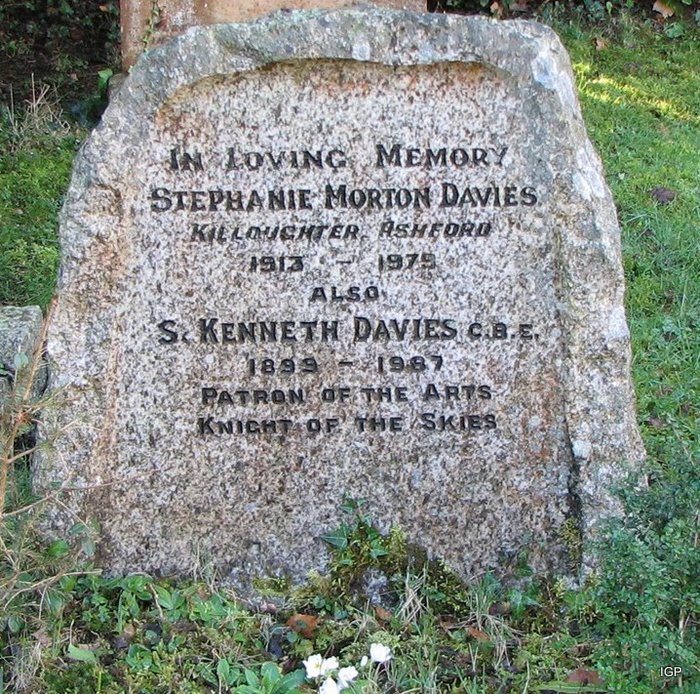 In Loving Memory
Stephanie Morton Davies
Killoughter, Ashford
1913 - 1979
also
S. Kenneth Davies C.B.E.
1899 - 1987
Patron of the Arts
Knight of the Skies
IGP